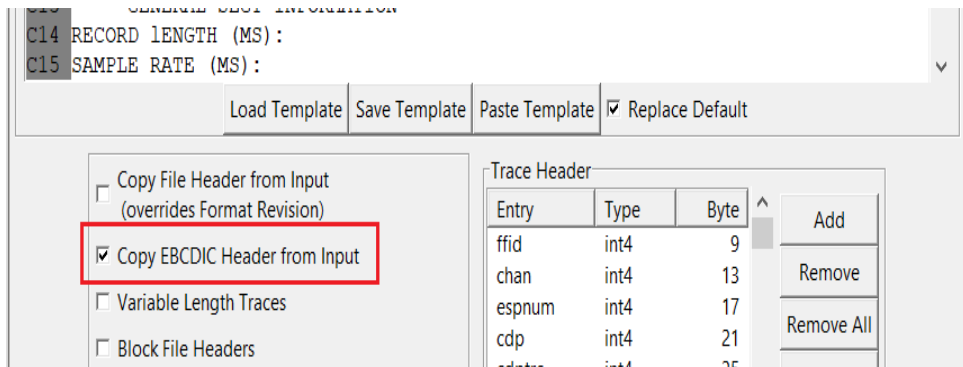 C14 RECORD lENGTH (MS):
C15 SAMPLE RATE (MS):
Load Template Save Template Paste Template Replace Default
Copy File Header from Input
(overrides Format Revision)
Copy EBCDIC Header from Input
Variable Length Traces
Block File Headers
Trace Header
Entry Type Byte
ffid int4 9
chan int4 13
espnum int4 17
cdp int4 21
Add
Remove
Remove All